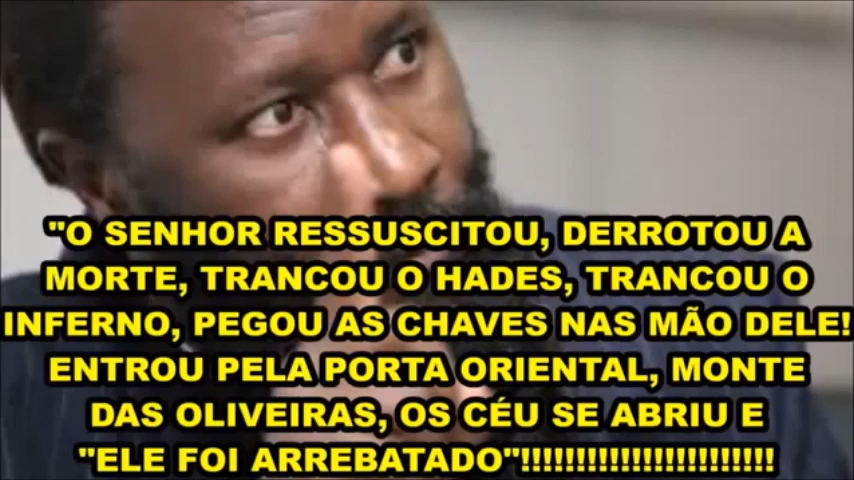 "O SENHOR RESSUSCITOU, DERROTOU A
MORTE, TRANCOU O HADES, TRANCOU O
INFERNO, PEGOU AS CHAVES NAS MÃO DELE!
ENTROU PELA PORTA ORIENTAL, MONTE
DAS OLIVEIRAS, OS CÉU SE ABRIU E
"ELE FOI ARREBATADO"!!!!!!!!!!!!!!!!!!!!!!!